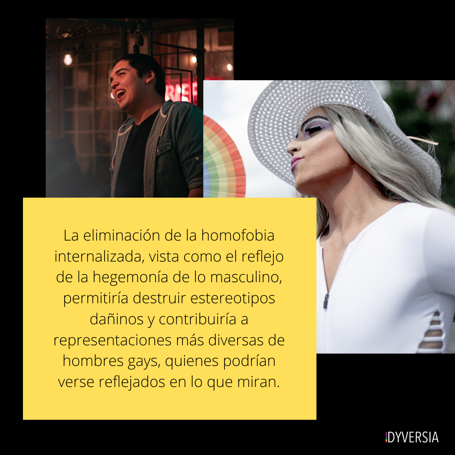 La eliminación de la homofobia
internalizada, vista como el reflejo
de la hegemonía de lo masculino,
permitiría destruir estereotipos
dañinos y contribuiría a
representaciones más diversas de
hombres gays, quienes podrían
verse reflejados en lo que miran.
DYVERSIA